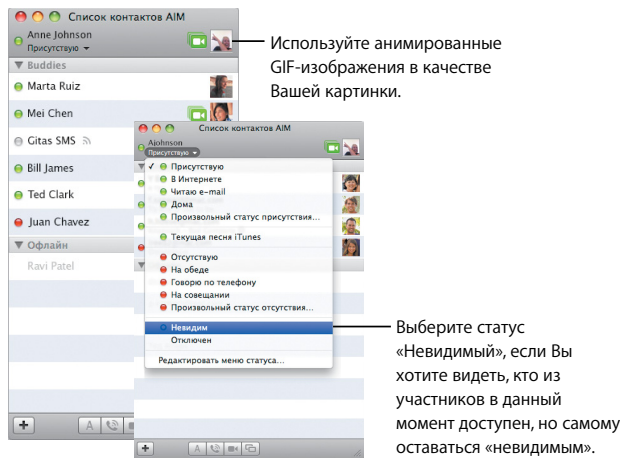 Список контактов AIM
Anne Johnson
Присутствую
Buddies
Marta Ruiz
Mei Chen
Gitas SMS
Bill James
Ted Clark
Juan Chavez
Офлайн
Ravi Patel
A
Используйте анимированные
GIF-изображения в качестве
Вашей картинки.
Список контактов AIM
Ajohnson
Присутствую
✓ Присутствую
В Интернете
Читаю e-mail
Дома
Произвольный статус присутствия...
Текущая песня iTunes
Отсутствую
На обеде
Говорю по телефону
На совещании
Произвольный статус отсутствия...
Невидим
Отключен
Редактировать меню статуса...
A
Выберите статус
«Невидимый», если Вы
хотите видеть, кто из
участников в данный
момент доступен, но самому
оставаться «невидимым».